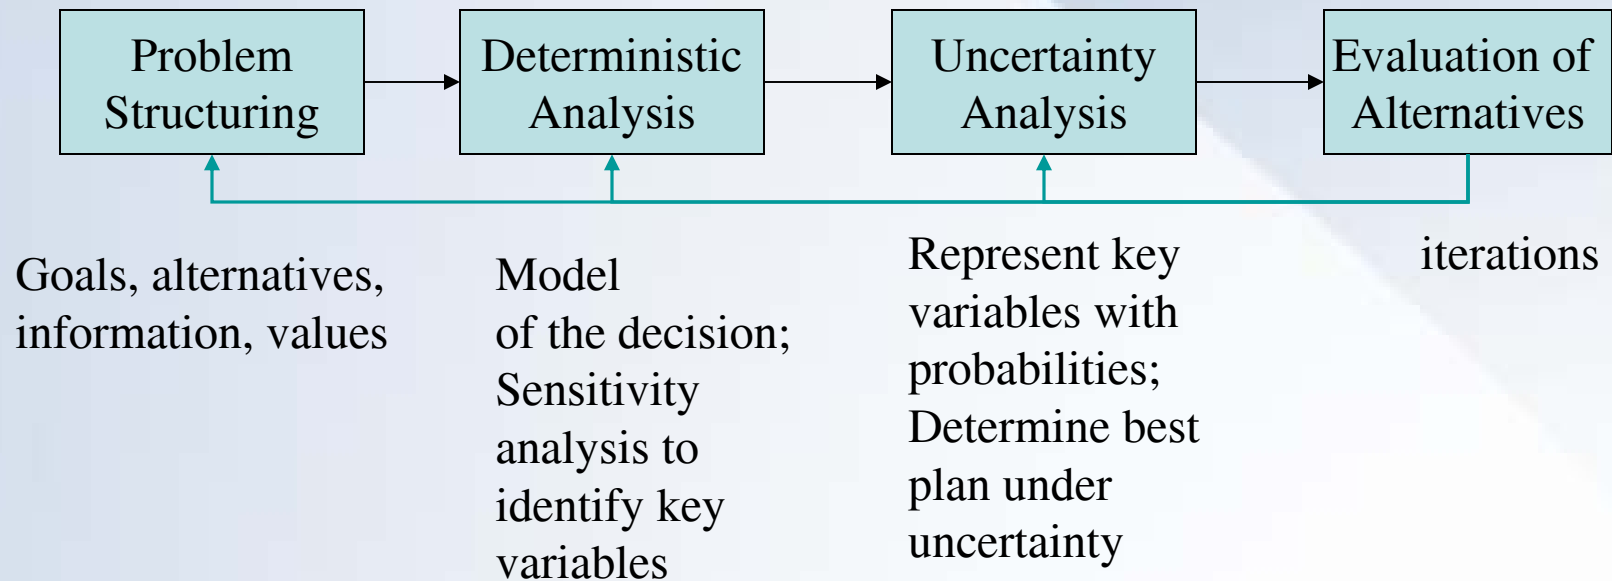 Problem
Structuring
Deterministic
Analysis
Uncertainty
Analysis
Evaluation of
Alternatives
Goals, alternatives,
information, values
Model
of the decision;
Sensitivity
analysis to
identify key
variables
Represent key
variables with
probabilities;
Determine best
plan under
uncertainty
iterations